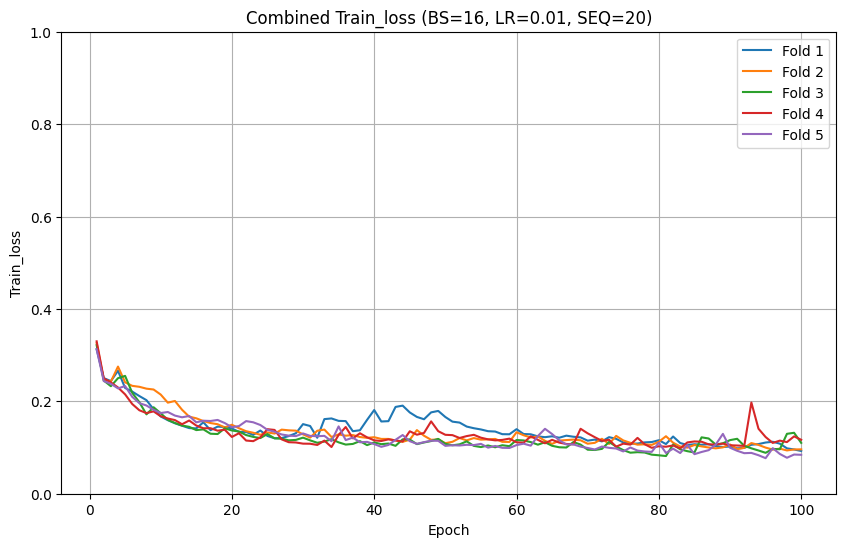 Combined Train_loss (BS=16, LR=0.01, SEQ=20)
Fold 1
Fold 2
Fold 3
Fold 4
Fold 5
Train_loss
1.0
0.8
0.6
0.4
0.2
0.0
0 20 40 60 80 100
Epoch